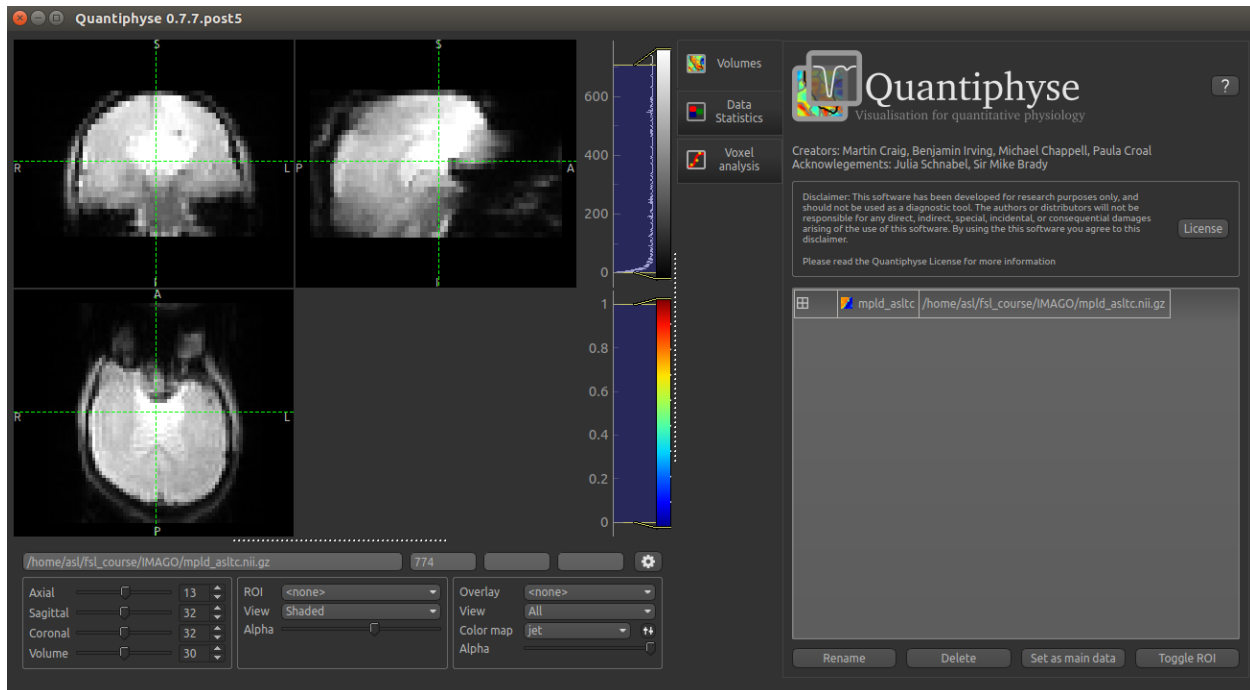 Quantiphyse 0.7.7.post5
S
R
L
I
S
P
A
I
A
R
L
P
600
400
200
0
1
0.8
0.6
0.4
0.2
0
Volumes
Data
Statistics
Voxel
analysis
Quantiphyse
Visualisation for quantitative physiology
?
Creators: Martin Craig, Benjamin Irving, Michael Chappell, Paula Croal
Acknowlegements: Julia Schnabel, Sir Mike Brady
Disclaimer: This software has been developed for research purposes only, and
should not be used as a diagnostic tool. The authors or distributors will not be
responsible for any direct, indirect, special, incidental, or consequential damages
arising of the use of this software. By using the this software you agree to this
disclaimer.
Please read the Quantiphyse License for more information
License
mpld_asltc /home/asl/fsl_course/IMAGO/mpld_asltc.nii.gz
/home/asl/fsl_course/IMAGO/mpld_asltc.nii.gz 774
Axial 13
Sagittal 32
Coronal 32
Volume 30
ROI <none>
View Shaded
Alpha
Overlay <none>
View All
Color map jet
Alpha
Rename Delete Set as main data Toggle ROI